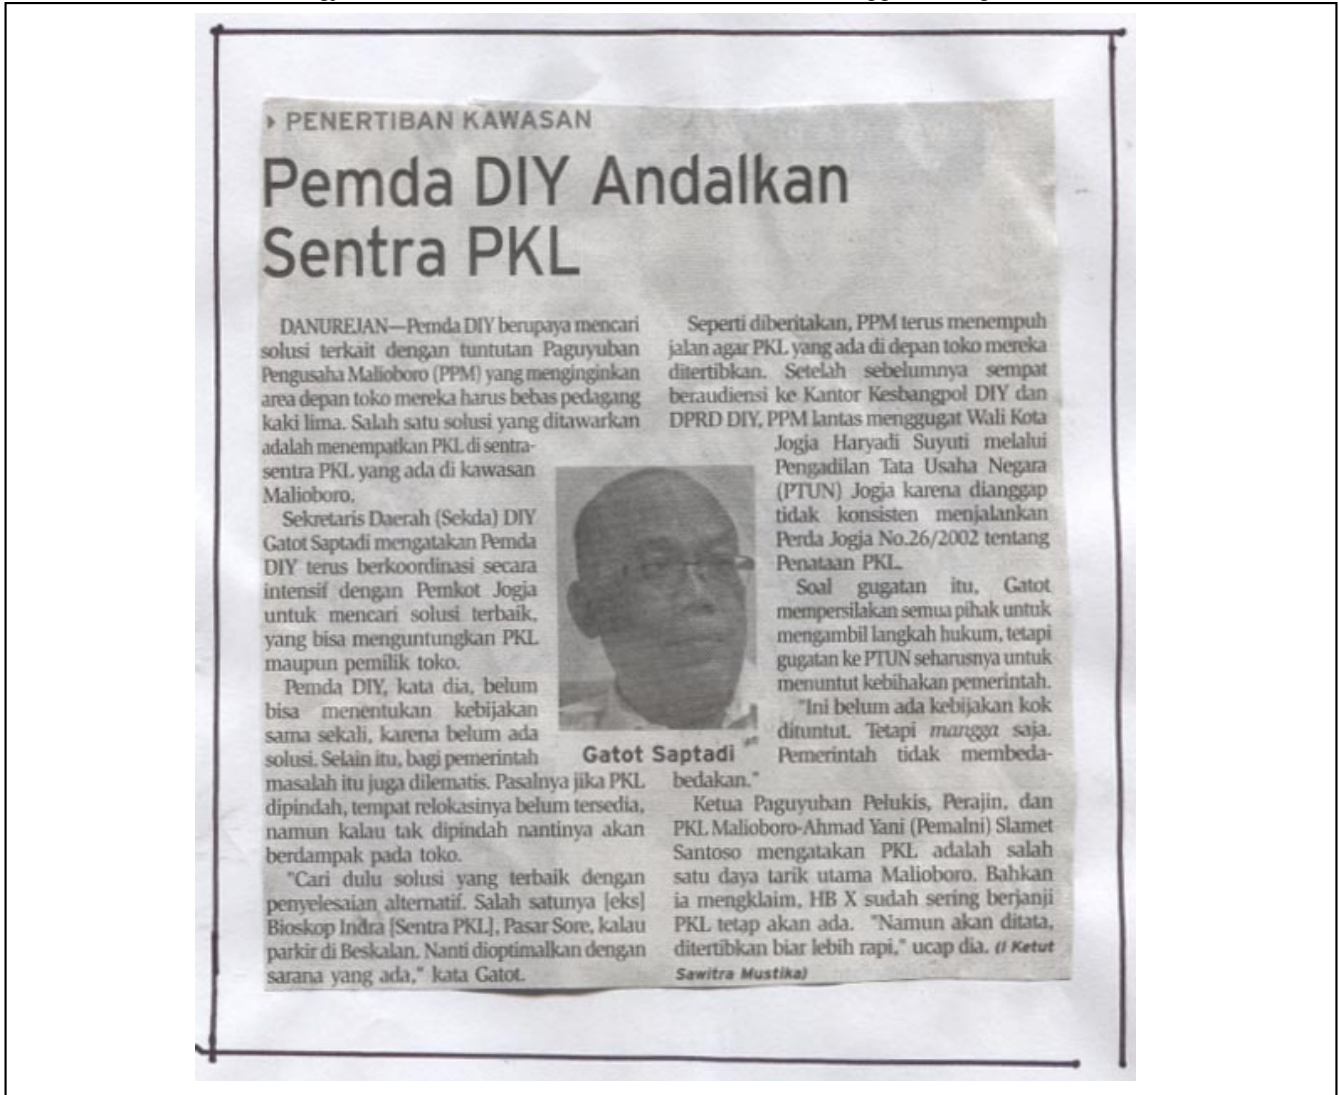 PENERTIBAN KAWASAN
Pemda DIY Andalkan
Sentra PKL
DANUREJAN—Pemda DIY berupaya mencari
solusi terkait dengan tuntutan Paguyuban
Pengusaha Malioboro (PPM) yang menginginkan
area depan toko mereka harus bebas pedagang
kaki lima. Salah satu solusi yang ditawarkan
adalah menempatkan PKL di sentra-
sentra PKL yang ada di kawasan
Malioboro.
Sekretaris Daerah (Sekda) DIY
Gatot Saptadi mengatakan Pemda
DIY terus berkoordinasi secara
intensif dengan Pemkot Jogja
untuk mencari solusi terbaik,
yang bisa menguntungkan PKL
maupun pemilik toko.
Pemda DIY, kata dia, belum
bisa menentukan kebijakan
sama sekali, karena belum ada
solusi. Selain itu, bagi pemerintah
masalah itu juga dilematis. Pasalnya jika PKL
dipindah, tempat relokasinya belum tersedia,
namun kalau tak dipindah nantinya akan
berdampak pada toko.
"Cari dulu solusi yang terbaik dengan
penyelesaian alternatif. Salah satunya [eks]
Bioskop Indra [Sentra PKL], Pasar Sore, kalau
parkir di Beskalan. Nanti dioptimalkan dengan
sarana yang ada," kata Gatot.
Gatot Saptadi
Seperti diberitakan, PPM terus menempuh
jalan agar PKL yang ada di depan toko mereka
ditertibkan. Setelah sebelumnya sempat
beraudiensi ke Kantor Kesbangpol DIY dan
DPRD DIY, PPM lantas menggugat Wali Kota
Jogja Haryadi Suyuti melalui
Pengadilan Tata Usaha Negara
(PTUN) Jogja karena dianggap
tidak konsisten menjalankan
Perda Jogja No.26/2002 tentang
Penataan PKL.
Soal gugatan itu, Gatot
mempersilakan semua pihak untuk
mengambil langkah hukum, tetapi
gugatan ke PTUN seharusnya untuk
menuntut kebihakan pemerintah.
"Ini belum ada kebijakan kok
dituntut. Tetapi mangga saja.
Pemerintah tidak membeda-
bedakan."
Ketua Paguyuban Pelukis, Perajin, dan
PKL Malioboro-Ahmad Yani (Pemalni) Slamet
Santoso mengatakan PKL adalah salah
satu daya tarik utama Malioboro. Bahkan
ia mengklaim, HB X sudah sering berjanji
PKL tetap akan ada. "Namun akan ditata,
ditertibkan biar lebih rapi," ucap dia. (I Ketut
Sawitra Mustika)